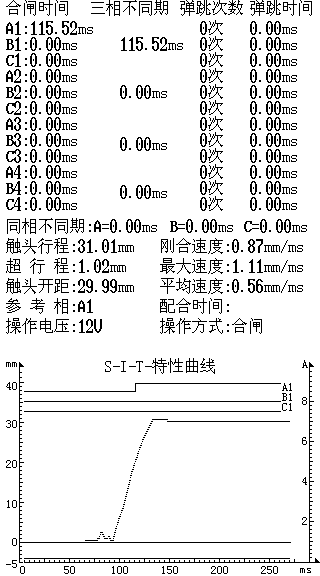 合闸时间 三相不同期 弹跳次数 弹跳时间
A1:115.52ms 0次 0.00ms
B1:0.00ms 115.52ms 0次 0.00ms
C1:0.00ms 0次 0.00ms
A2:0.00ms 0次 0.00ms
B2:0.00ms 0.00ms 0次 0.00ms
C2:0.00ms 0次 0.00ms
A3:0.00ms 0次 0.00ms
B3:0.00ms 0.00ms 0次 0.00ms
C3:0.00ms 0次 0.00ms
A4:0.00ms 0次 0.00ms
B4:0.00ms 0.00ms 0次 0.00ms
C4:0.00ms 0次 0.00ms
同相不同期:A=0.00ms B=0.00ms C=0.00ms
触头行程:31.01mm 刚合速度:0.87mm/ms
超 行 程:1.02mm 最大速度:1.11mm/ms
触头开距:29.99mm 平均速度:0.56mm/ms
参 考 相:A1 配合时间:
操作电压:12V 操作方式:合闸
S-I-T-特性曲线
mm A
40 A1
B1
8
C1
30
6
20
4
10
2
0
-5
0 50 100 150 200 250 ms